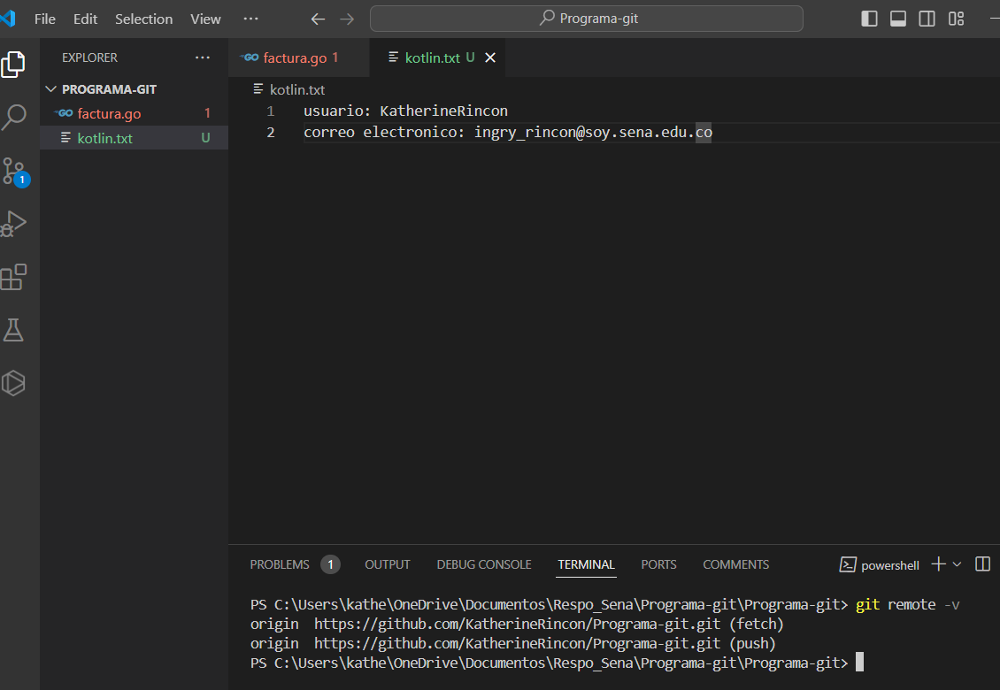 File Edit Selection View ··· Programa-git
EXPLORER ···
PROGRAMA-GIT
GO factura.go 1
kotlin.txt U
1
GO factura.go 1 kotlin.txt U
kotlin.txt
1 usuario: KatherineRincon
2 correo electronico: ingry_rincon@soy.sena.edu.co
PROBLEMS 1 OUTPUT DEBUG CONSOLE TERMINAL PORTS COMMENTS powershell
PS C:\Users\kathe\OneDrive\Documentos\Respo_Sena\Programa-git\Programa-git> git remote -v
origin  https://github.com/KatherineRincon/Programa-git.git (fetch)
origin  https://github.com/KatherineRincon/Programa-git.git (push)
PS C:\Users\kathe\OneDrive\Documentos\Respo_Sena\Programa-git\Programa-git>